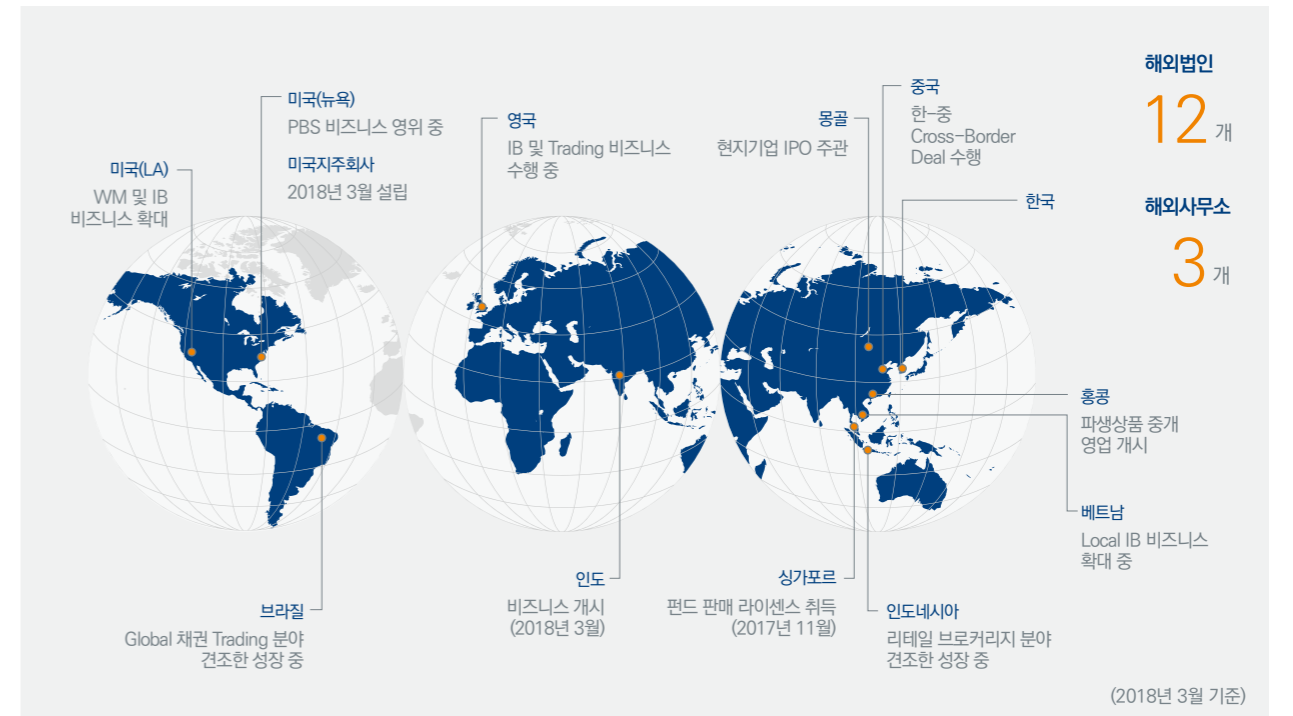 해외법인
12 개
해외사무소
3 개
미국(뉴욕)
PBS 비즈니스 영위 중
미국지주회사
2018년 3월 설립
미국(LA)
WM 및 IB
비즈니스 확대
영국
IB 및 Trading 비즈니스
수행 중
몽골
현지기업 IPO 주관
중국
한-중
Cross-Border
Deal 수행
한국
홍콩
파생상품 중개
영업 개시
베트남
Local IB 비즈니스
확대 중
브라질
Global 채권 Trading 분야
견조한 성장 중
인도
비즈니스 개시
(2018년 3월)
싱가포르
펀드 판매 라이센스 취득
(2017년 11월)
인도네시아
리테일 브로커리지 분야
견조한 성장 중
(2018년 3월 기준)